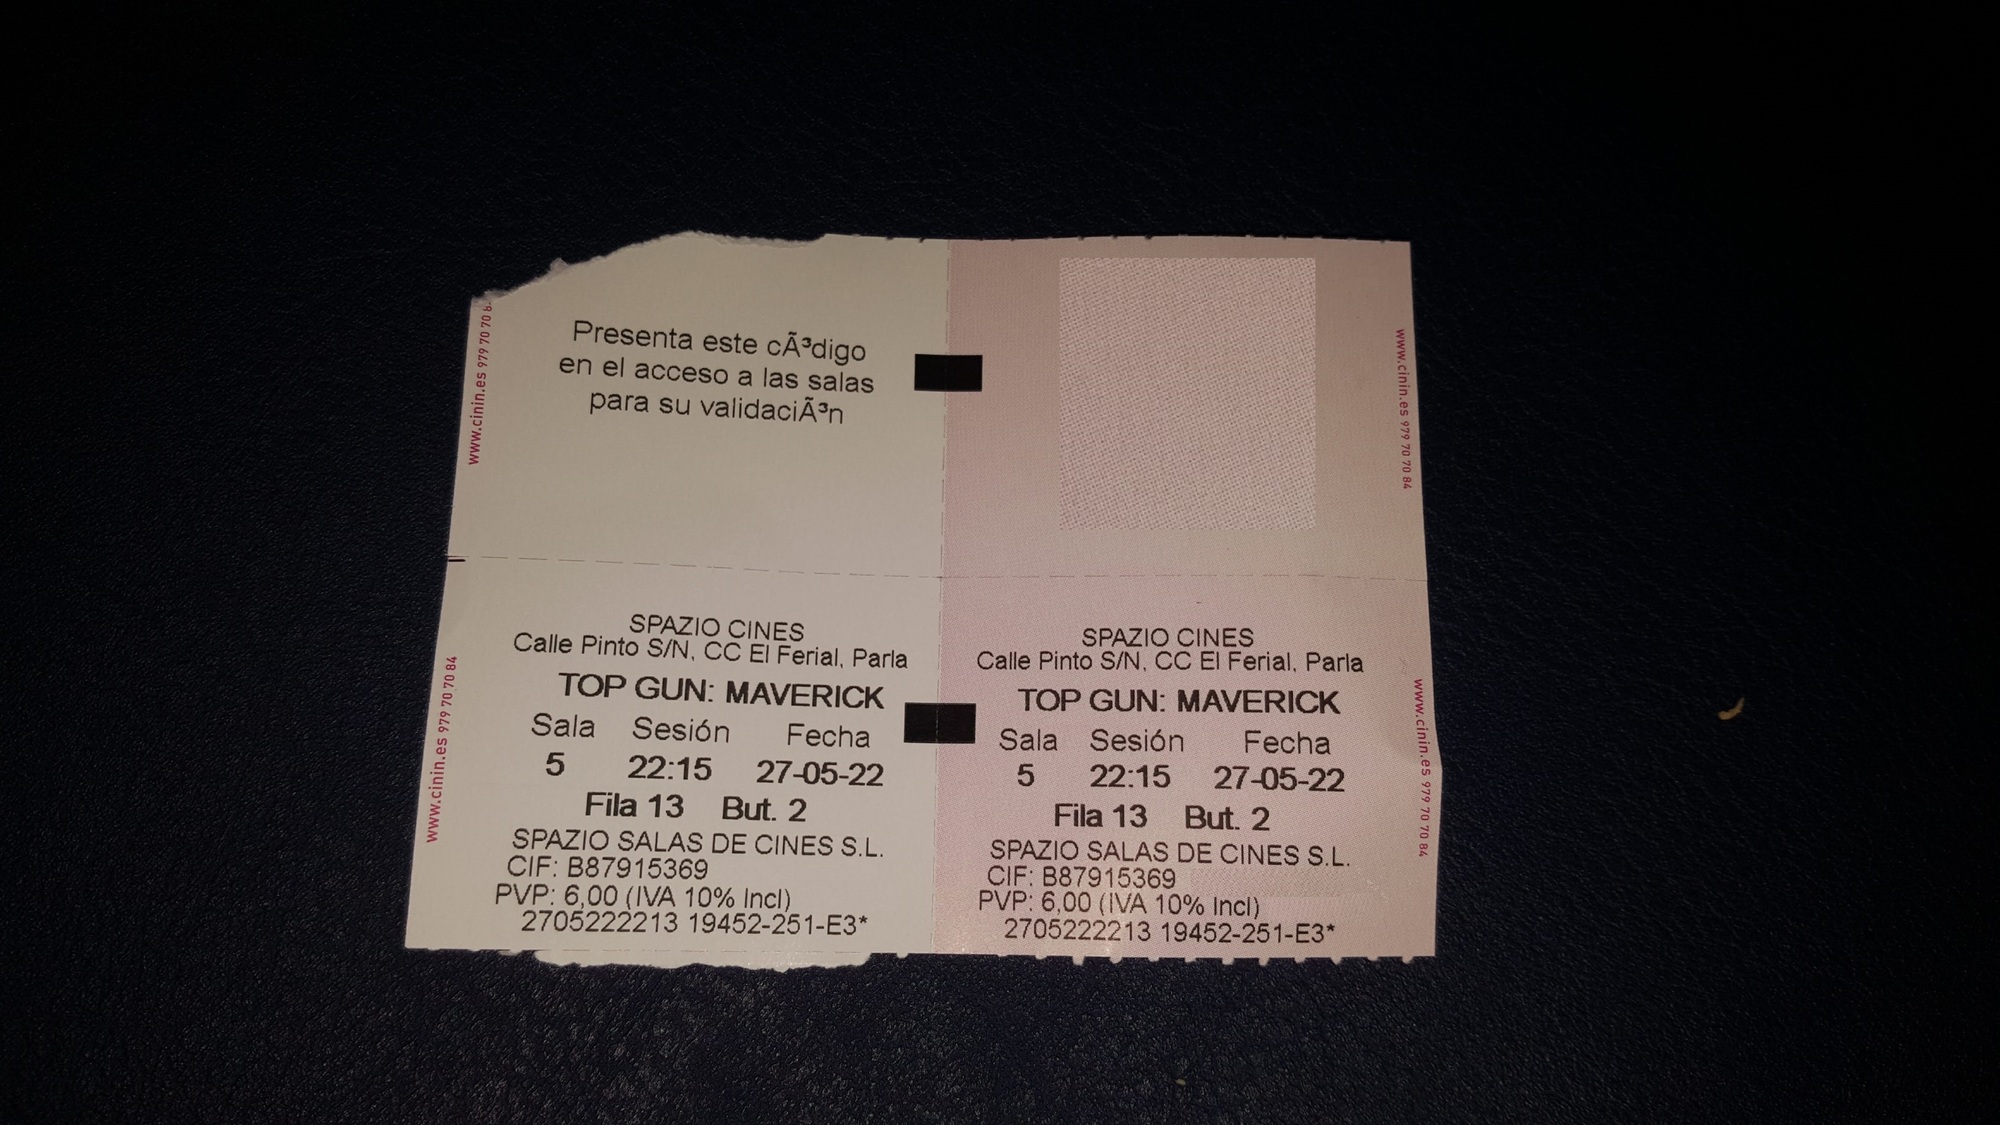 www.cinin.es 979 70 70
Presenta este cÃ³digo
en el acceso a las salas
para su validaciÃ³n
www.cinin.es 979 70 70 84
www.cinin.es 979 70 70 84
SPAZIO CINES
Calle Pinto S/N, CC El Ferial, Parla
TOP GUN: MAVERICK
Sala Sesión Fecha
5 22:15 27-05-22
Fila 13 But. 2
SPAZIO SALAS DE CINES S.L.
CIF: B87915369
PVP: 6,00 (IVA 10% Incl)
2705222213 19452-251-E3*
SPAZIO CINES
Calle Pinto S/N, CC El Ferial, Parla
TOP GUN: MAVERICK
Sala Sesión Fecha
5 22:15 27-05-22
Fila 13 But. 2
SPAZIO SALAS DE CINES S.L.
CIF: B87915369
PVP: 6,00 (IVA 10% Incl)
2705222213 19452-251-E3*
www.cinin.es 979 70 70 84